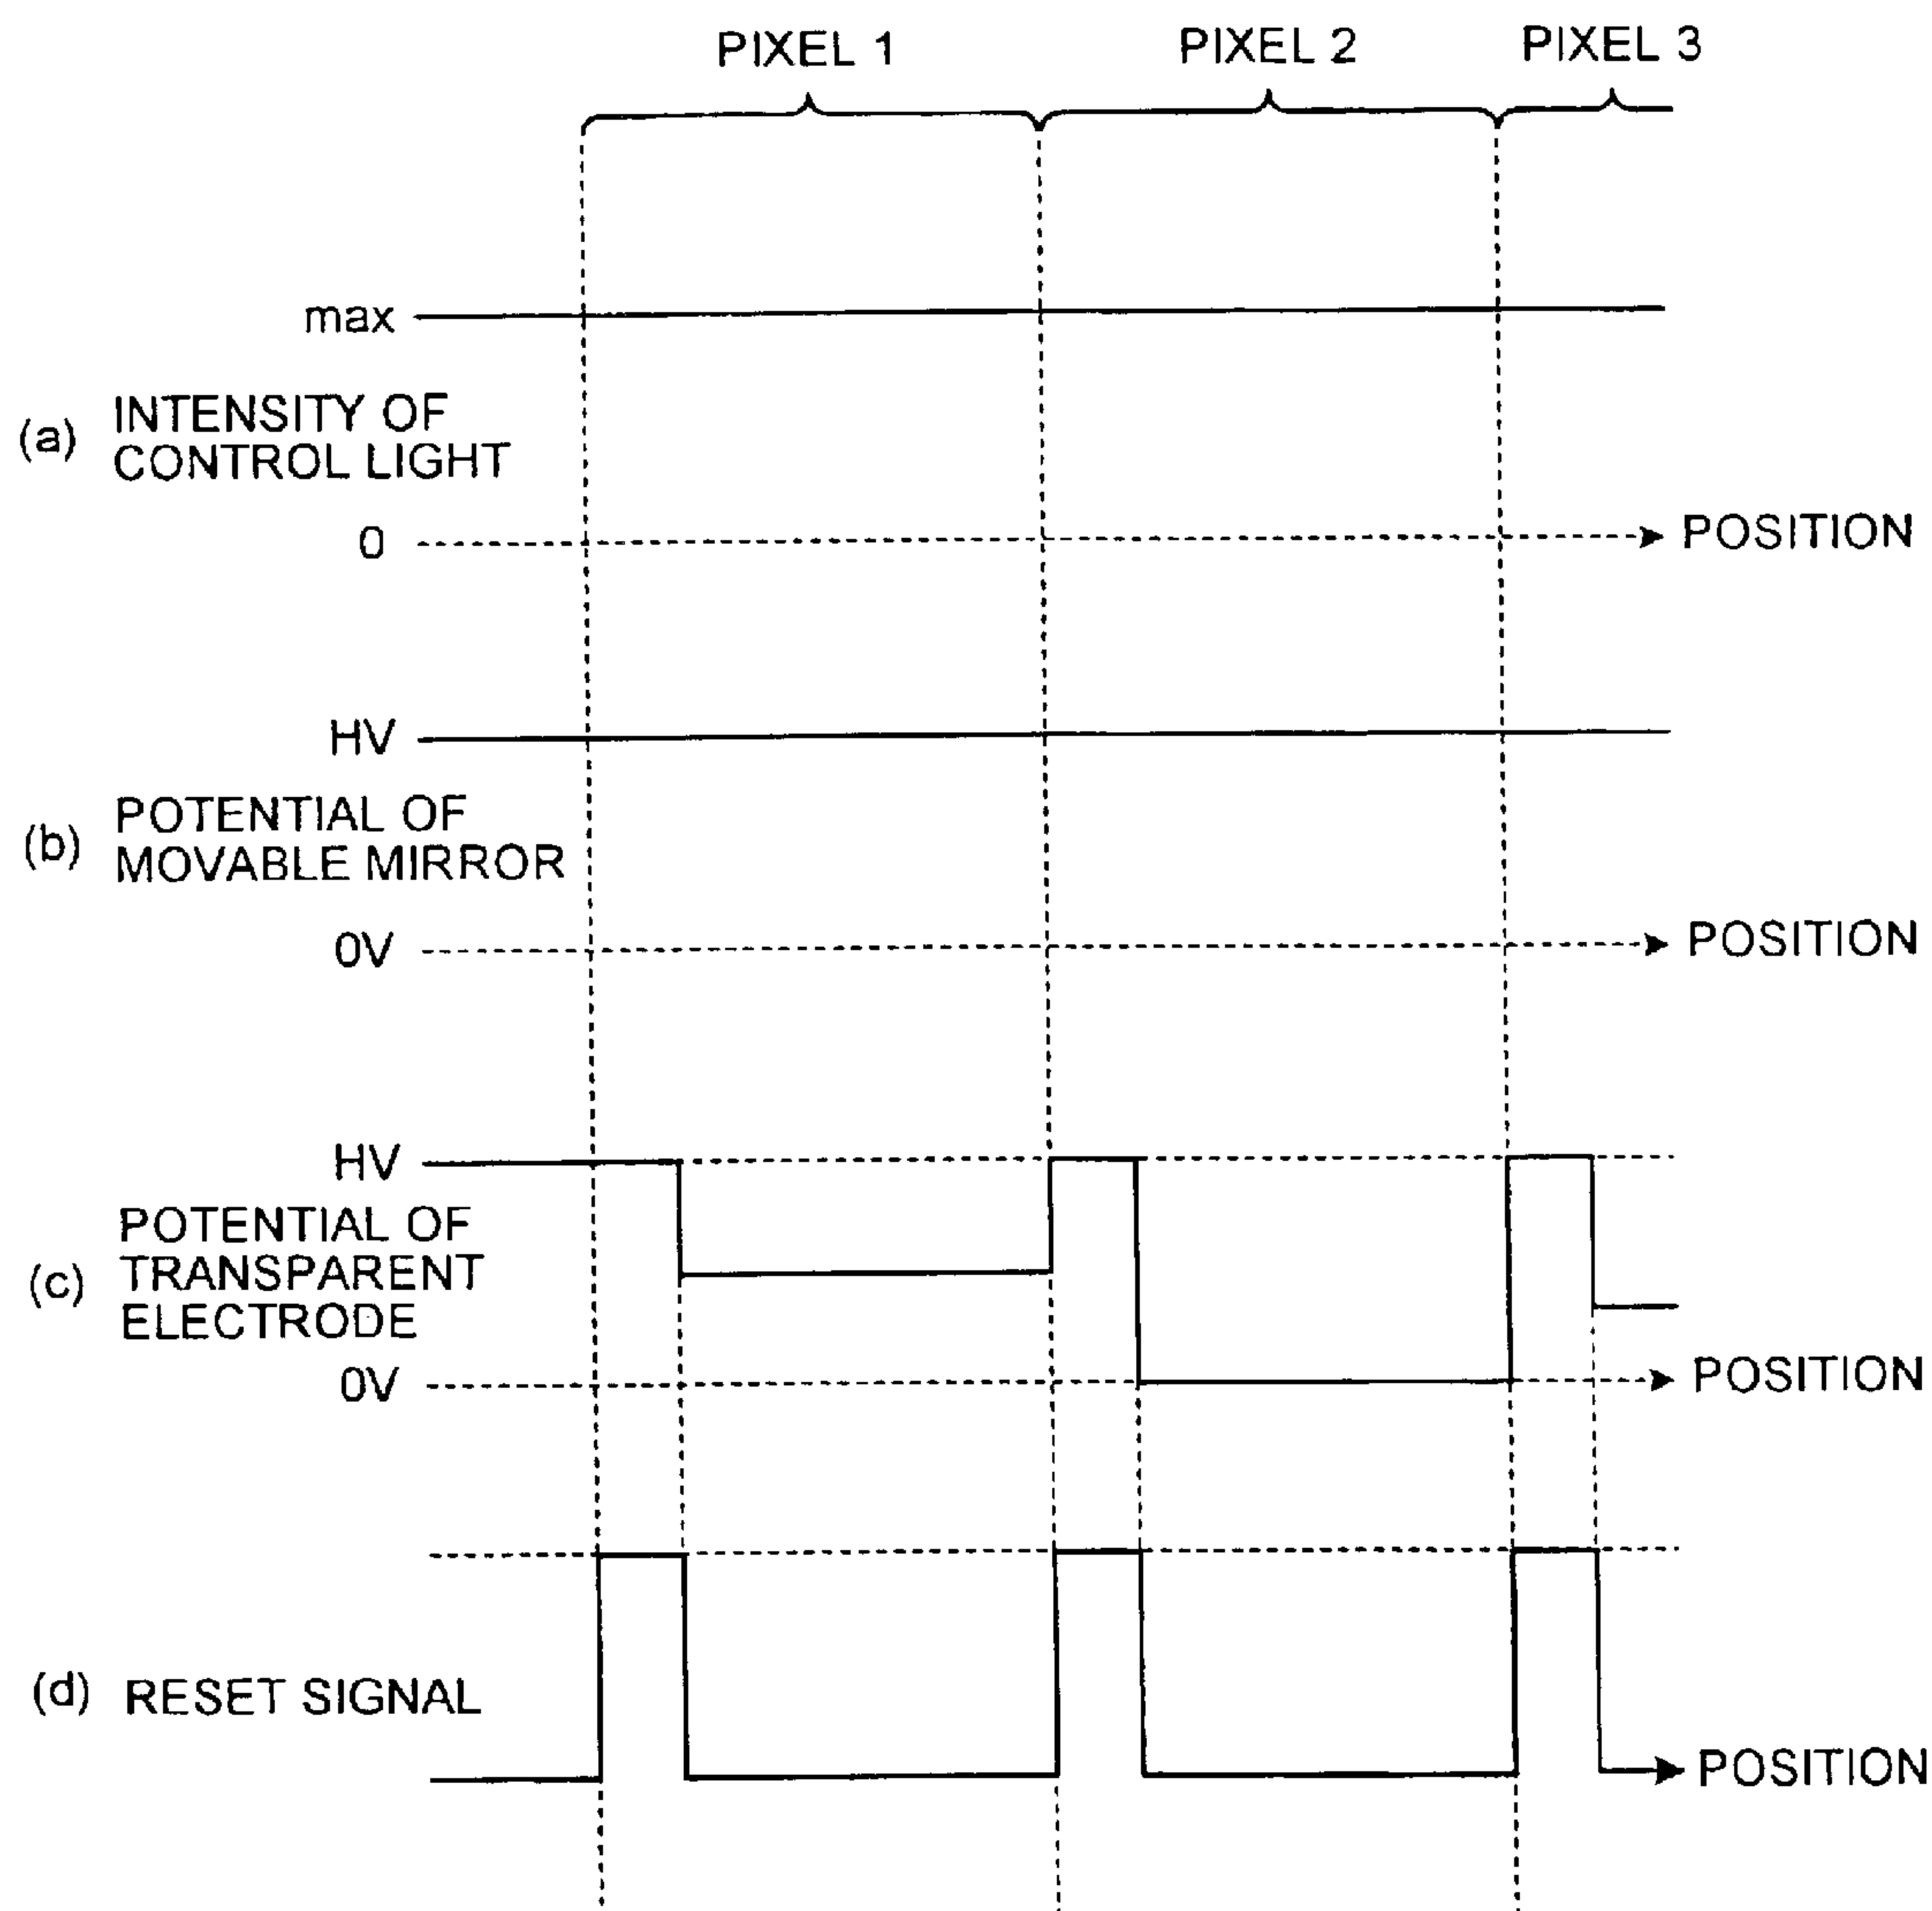 PIXEL 1
PIXEL 2
PIXEL 3
max
(a)
INTENSITY OF
CONTROL LIGHT
0
POSITION
HV
(b)
POTENTIAL OF
MOVABLE MIRROR
0V
POSITION
HV
(c)
POTENTIAL OF
TRANSPARENT
ELECTRODE
0V
POSITION
(d)
RESET SIGNAL
POSITION